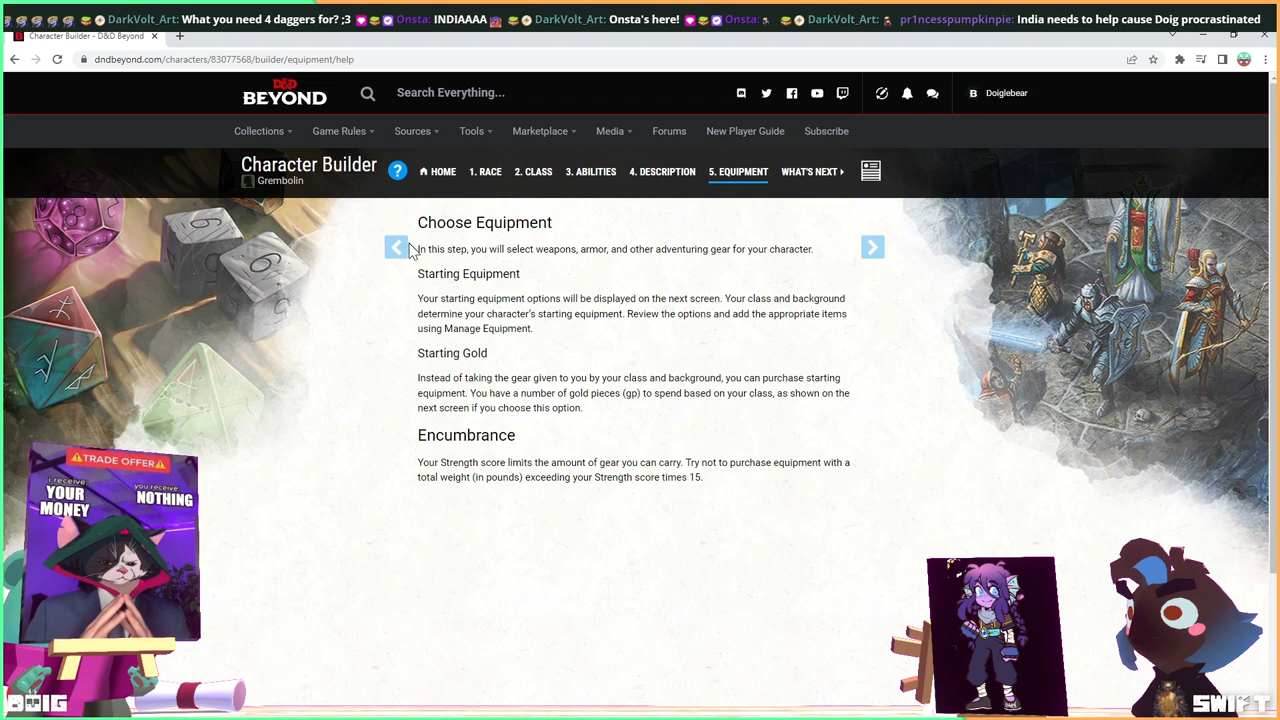 DarkVolt_Art: What you need 4 daggers for? ;3 Onsta: INDIAAAA DarkVolt_Art: Onsta's here! Onsta: DarkVolt_Art: pr1ncesspumpkinpie: India needs to help cause Doig procrastinated
Character Builder - D&D Beyond
dndbeyond.com/characters/83077568/builder/equipment/help
D&D
BEYOND
Search Everything...
Doiglebear
Collections Game Rules Sources Tools Marketplace Media Forums New Player Guide Subscribe
Character Builder
Grembolin
? HOME 1. RACE 2. CLASS 3. ABILITIES 4. DESCRIPTION 5. EQUIPMENT WHAT'S NEXT
Choose Equipment
In this step, you will select weapons, armor, and other adventuring gear for your character.
Starting Equipment
Your starting equipment options will be displayed on the next screen. Your class and background
determine your character's starting equipment. Review the options and add the appropriate items
using Manage Equipment.
Starting Gold
Instead of taking the gear given to you by your class and background, you can purchase starting
equipment. You have a number of gold pieces (gp) to spend based on your class, as shown on the
next screen if you choose this option.
Encumbrance
Your Strength score limits the amount of gear you can carry. Try not to purchase equipment with a
total weight (in pounds) exceeding your Strength score times 15.
TRADE OFFER
i receive:
YOUR
MONEY
you receive:
NOTHING
DOIG
SWIFT